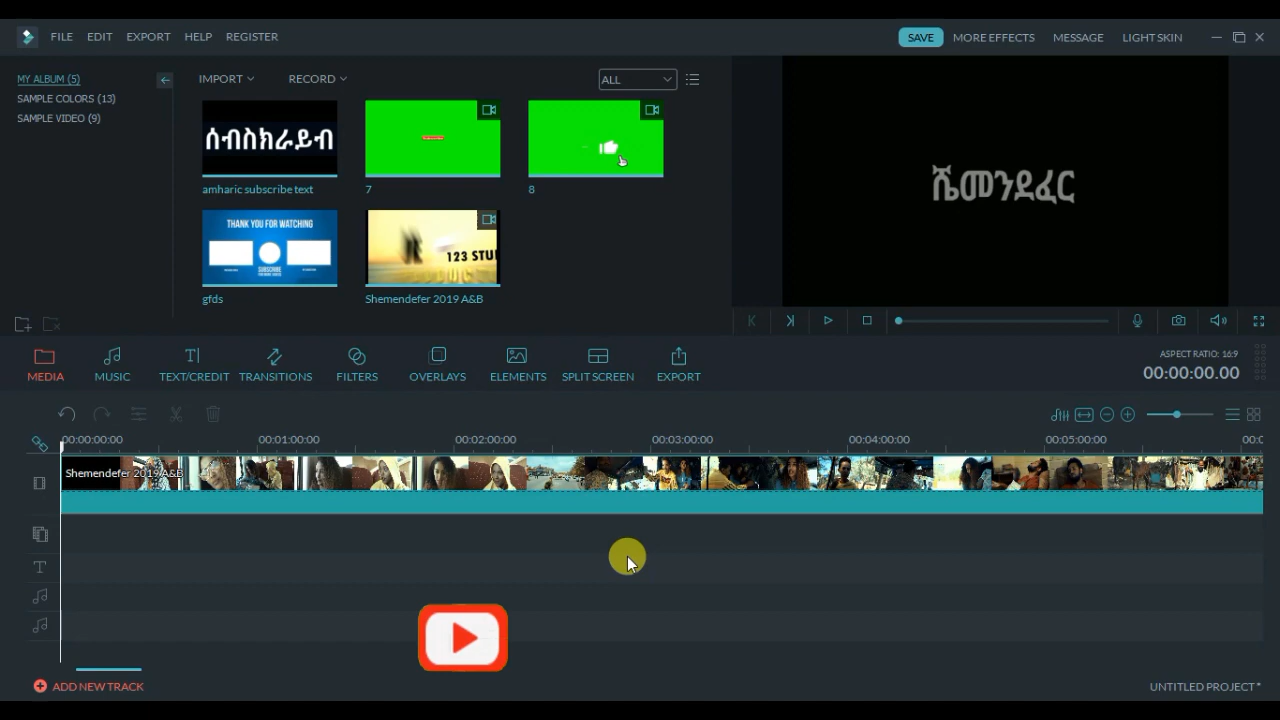 FILE EDIT EXPORT HELP REGISTER
SAVE MORE EFFECTS MESSAGE LIGHT SKIN
MY ALBUM (5)
SAMPLE COLORS (13)
SAMPLE VIDEO (9)
IMPORT RECORD ALL
ሰብስክራይብ
amharic subscribe text
7
8
THANK YOU FOR WATCHING
SUBSCRIBE
gfds
123 STU
Shemendefer 2019 A&B
ሼመንደፈር
MEDIA MUSIC TEXT/CREDIT TRANSITIONS FILTERS OVERLAYS ELEMENTS SPLIT SCREEN EXPORT
ASPECT RATIO: 16:9
00:00:00.00
00:00:00:00 00:01:00:00 00:02:00:00 00:03:00:00 00:04:00:00 00:05:00:00 00:0
Shemendefer 2019 A&B
T
ADD NEW TRACK
UNTITLED PROJECT*